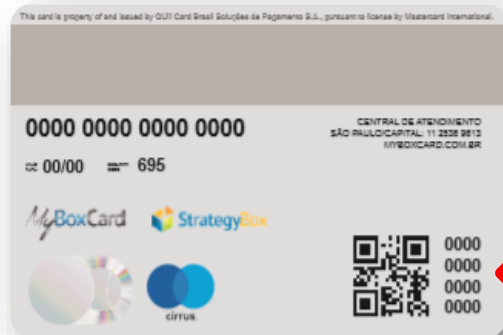 This card is property of and issued by QUI! Card Brasil Soluções de Pagamento S.A., pursuant to license by Mastercard International.
0000 0000 0000 0000
CENTRAL DE ATENDIMENTO
SÃO PAULO/CAPITAL: 11 2538 9613
MYBOXCARD.COM.BR
00/00 695
MyBoxCard StrategyBox
cirrus
0000
0000
0000
0000